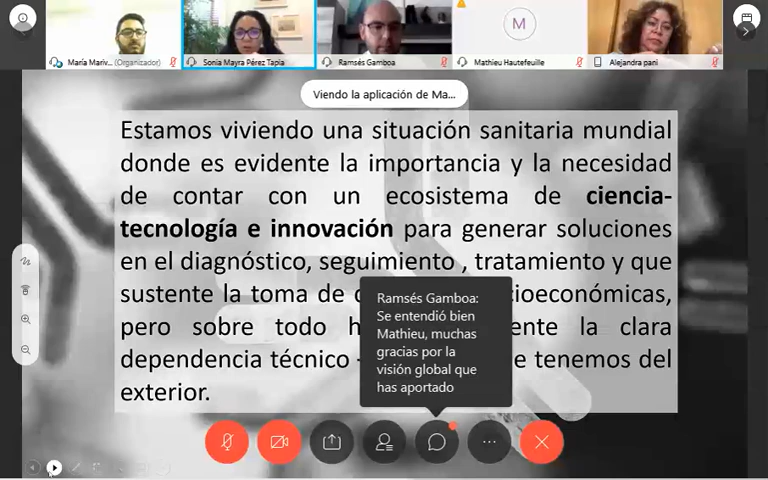 María Mariv... (Organizador)
Sonia Mayra Pérez Tapia
Ramsés Gamboa
M
Mathieu Hautefeuille
Alejandra pani
Viendo la aplicación de Ma...
Estamos viviendo una situación sanitaria mundial
donde es evidente la importancia y la necesidad
de contar con un ecosistema de ciencia-
tecnología e innovación para generar soluciones
en el diagnóstico, seguimiento , tratamiento y que
sustente la toma de cioeconómicas,
pero sobre todo h ente la clara
dependencia técnico - e tenemos del
exterior.
Ramsés Gamboa:
Se entendió bien
Mathieu, muchas
gracias por la
visión global que
has aportado